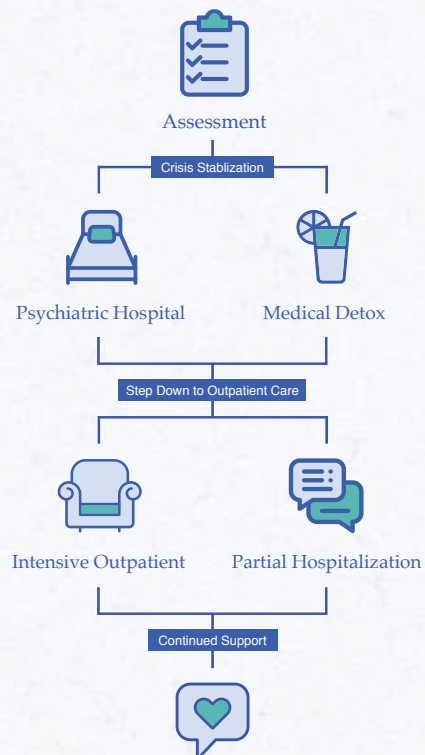 Assessment
Crisis Stablization
Psychiatric Hospital
Medical Detox
Step Down to Outpatient Care
Intensive Outpatient
Partial Hospitalization
Continued Support